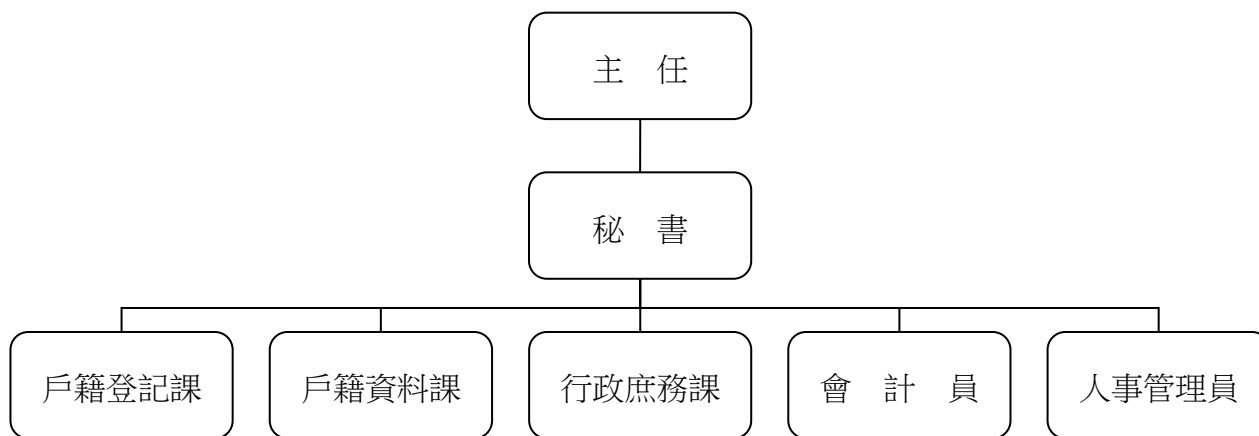 主　任
秘　書
戶籍登記課
戶籍資料課
行政庶務課
會　計　員
人事管理員